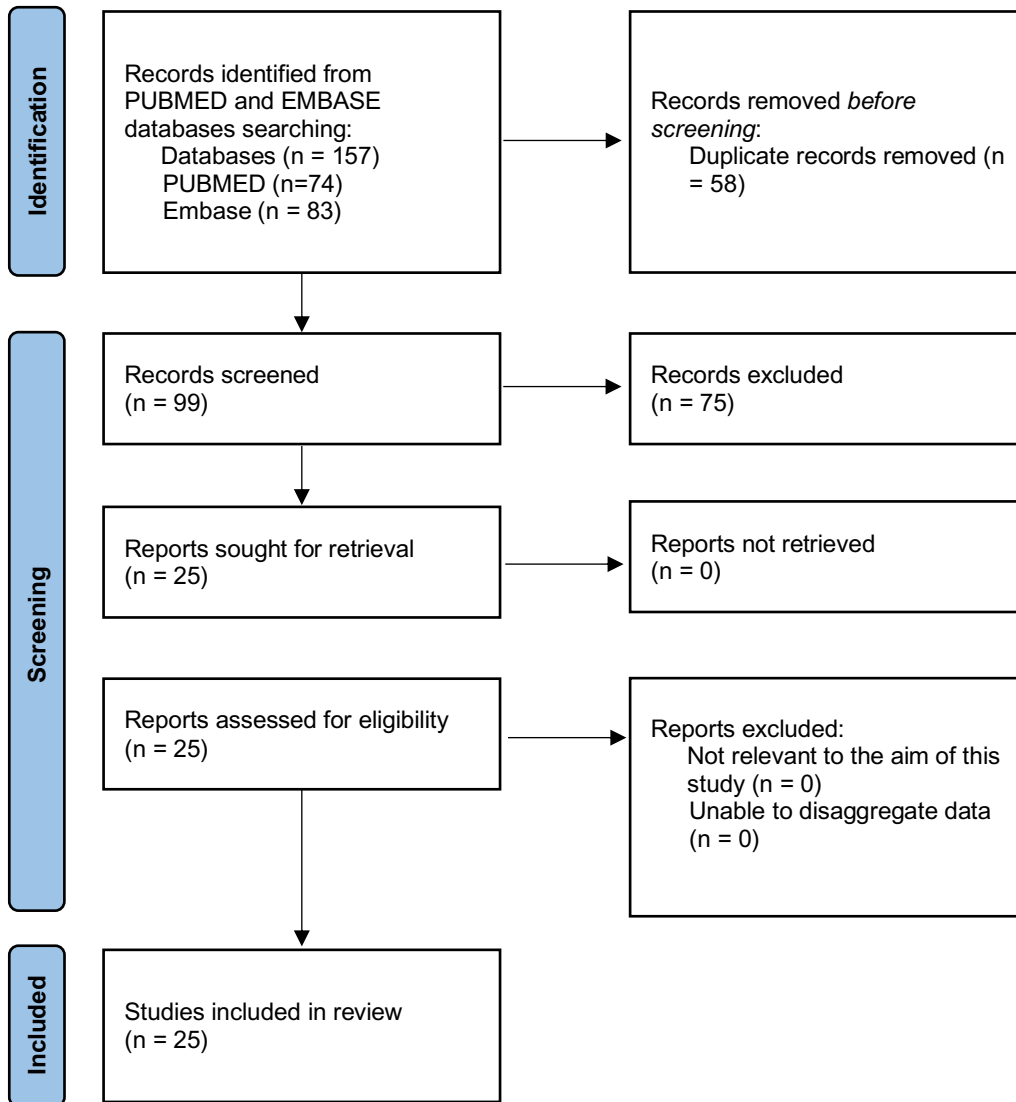 Identification
Records identified from
PUBMED and EMBASE
databases searching:
Databases (n = 157)
PUBMED (n=74)
Embase (n = 83)
Records removed before
screening:
Duplicate records removed (n
= 58)
Screening
Records screened
(n = 99)
Records excluded
(n = 75)
Reports sought for retrieval
(n = 25)
Reports not retrieved
(n = 0)
Reports assessed for eligibility
(n = 25)
Reports excluded:
Not relevant to the aim of this
study (n = 0)
Unable to disaggregate data
(n = 0)
Included
Studies included in review
(n = 25)